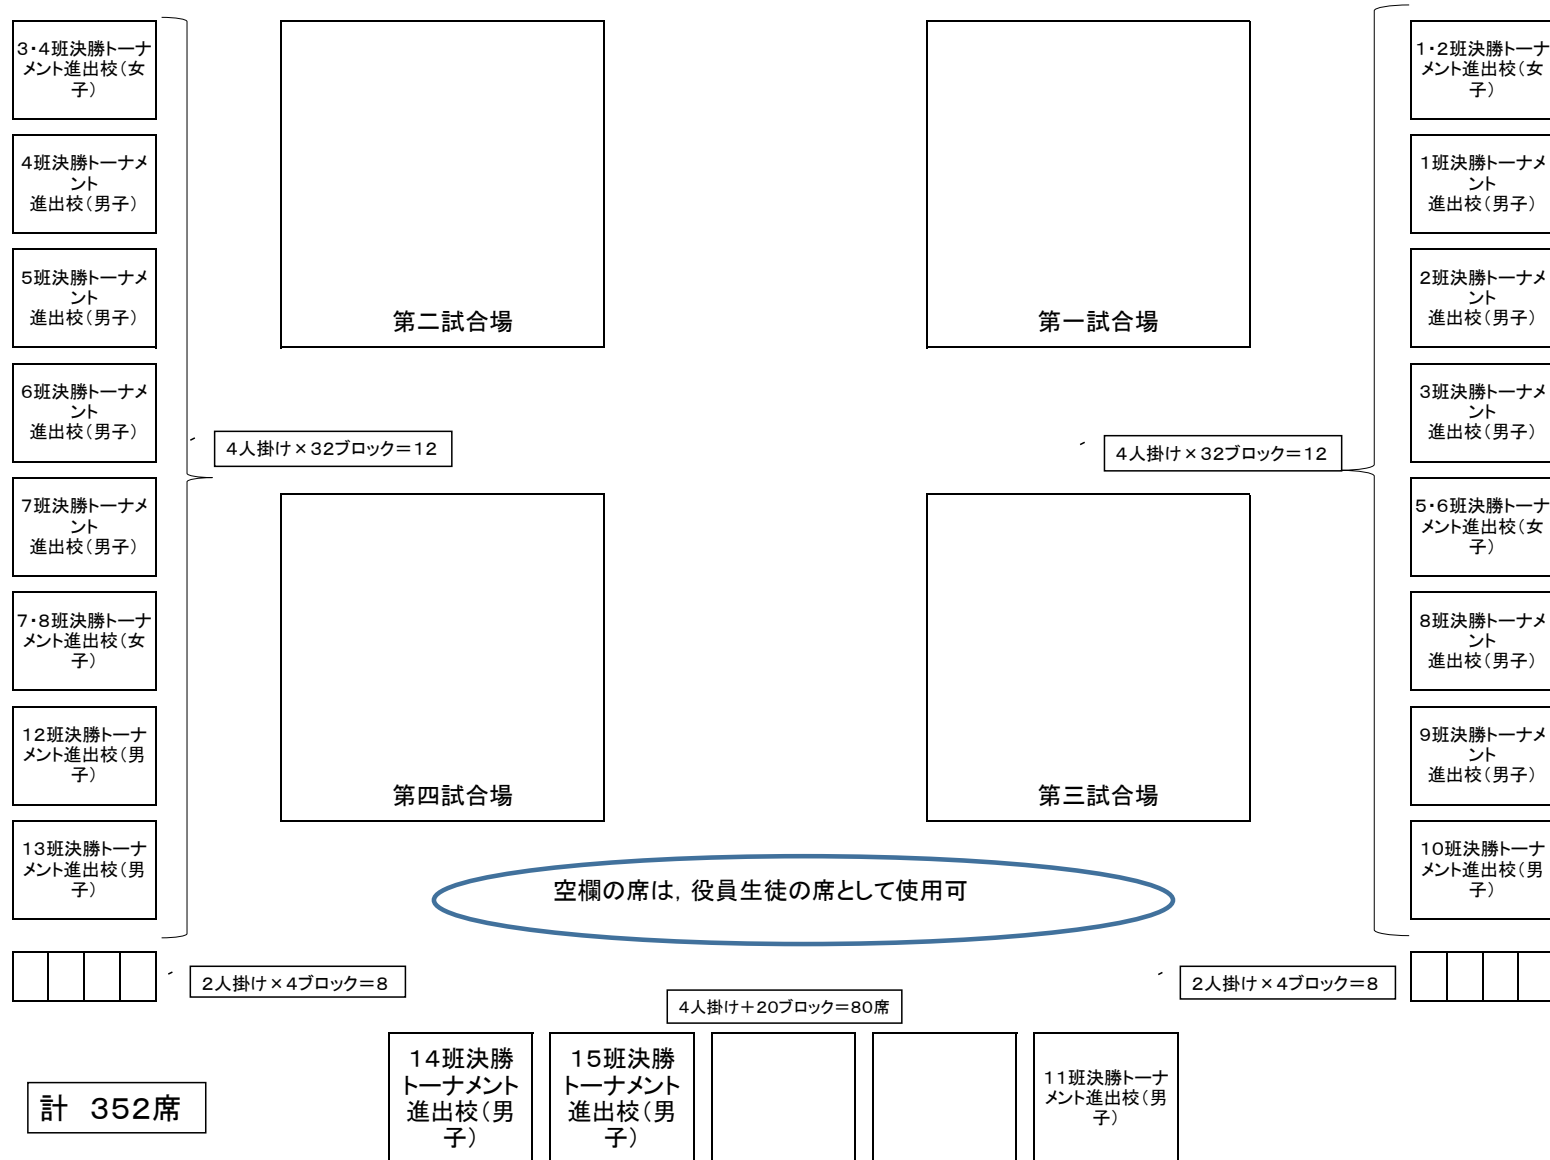 3・4班決勝トーナ
メント進出校(女
子)
4班決勝トーナメ
ント
進出校(男子)
5班決勝トーナメ
ント
進出校(男子)
6班決勝トーナメ
ント
進出校(男子)
7班決勝トーナメ
ント
進出校(男子)
7・8班決勝トーナ
メント進出校(女
子)
12班決勝トーナ
メント進出校(男
子)
13班決勝トーナ
メント進出校(男
子)
第二試合場
第一試合場
4人掛け×32ブロック=12
4人掛け×32ブロック=12
第四試合場
第三試合場
1・2班決勝トーナ
メント進出校(女
子)
1班決勝トーナメ
ント
進出校(男子)
2班決勝トーナメ
ント
進出校(男子)
3班決勝トーナメ
ント
進出校(男子)
5・6班決勝トーナ
メント進出校(女
子)
8班決勝トーナメ
ント
進出校(男子)
9班決勝トーナメ
ント
進出校(男子)
10班決勝トーナ
メント進出校(男
子)
空欄の席は,役員生徒の席として使用可
2人掛け×4ブロック=8
2人掛け×4ブロック=8
4人掛け+20ブロック=80席
14班決勝
トーナメント
進出校(男
子)
15班決勝
トーナメント
進出校(男
子)
11班決勝トーナ
メント進出校(男
子)
計 352席